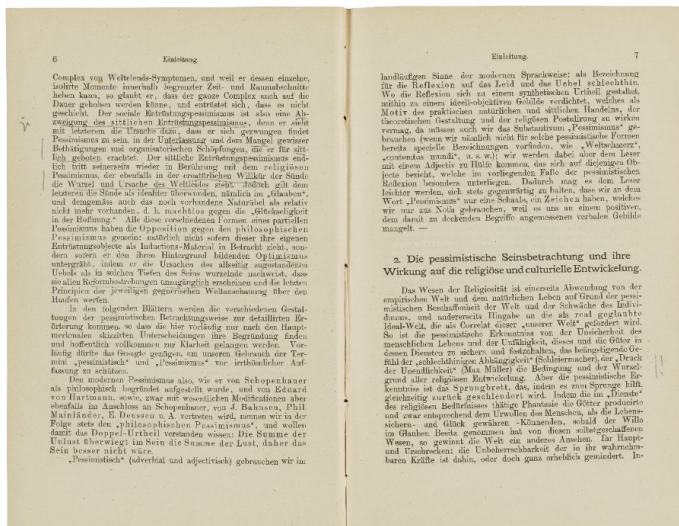 6
Einleitung.
Complex von Weltelends-Symptomen, und weil er dessen einzelne,
isolirte Momente innerhalb begrenzter Zeit- und Raumabschnitte
heben kann, so glaubt er, dass der ganze Complex auch auf die
Dauer gehoben werden könne, und entrüstet sich, dass es nicht
geschieht. Der sociale Entrüstungspessimismus ist also eine Ab-
zweigung des sittlichen Entrüstungspessimismus, denn er sieht
mit letzterem die Ursache dazu, dass er sich gezwungen findet
Pessimismus zu sein, in der Unterlassung und dem Mangel gewisser
Bethätigungen und organisatorischen Schöpfungen, die er für sitt-
lich geboten erachtet. Der sittliche Entrüstungspessimismus end-
lich tritt seinerseits wieder in Berührung mit dem religiösen
Pessimismus, der ebenfalls in der creatürlichen Willkür der Sünde
die Wurzel und Ursache des Weltleides sieht. Jedoch gilt dem
letzteren die Sünde als idealiter überwunden, nämlich im „Glauben",
und demgemäss auch das noch vorhandene Naturübel als relativ
nicht mehr vorhanden, d. h. machtlos gegen die „Glückseligkeit
in der Hoffnung." Alle diese verschiedenen Formen eines partiellen
Pessimismus haben die Opposition gegen den philosophischen
Pessimismus gemein: natürlich nicht sofern dieser ihre eigenen
Entrüstungsobjecte als Inductions-Material in Betracht zieht, son-
dern sofern er den ihren Hintergrund bildenden Optimismus
untergräbt, indem er die Ursachen des allseitig zugestandenen
Uebels als in solchen Tiefen des Seins wurzelnd nachweist, dass
sie allen Reformbestrebungen unzugänglich erscheinen und die letzten
Principien der jeweiligen gegnerischen Weltanschauung über den
Haufen werfen.
In den folgenden Blättern werden die verschiedenen Gestal-
tungen der pessimistischen Betrachtungsweise zur detaillirten Er-
örterung kommen, so dass die hier vorläufig nur nach den Haupt-
merkmalen skizzirten Unterscheidungen ihre Begründung finden
und hoffentlich vollkommen zur Klarheit gelangen werden. Vor-
läufig dürfte das Gesagte genügen, um unseren Gebrauch der Ter-
mini „pessimistisch" und „Pessimismus" vor irrthümlicher Auf-
fassung zu schützen.
Den modernen Pessimismus also, wie er von Schopenhauer
als philosophisch begründet aufgestellt wurde, und von Eduard
von Hartmann, sowie, zwar mit wesentlichen Modificationen aber
ebenfalls im Anschluss an Schopenhauer, von J. Bahnsen, Phil.
Mainländer, E. Deussen u. A. vertreten wird, nennen wir in der
Folge stets den „philosophischen Pessimismus", und wollen
damit das Doppel-Urtheil verstanden wissen: Die Summe der
Unlust überwiegt im Sein die Summe der Lust, daher das
Sein besser nicht wäre.
„Pessimistisch" (adverbial und adjectivisch) gebrauchen wir im
Einleitung.
7
landläufigen Sinne der modernen Sprachweise: als Bezeichnung
für die Reflexion auf das Leid und das Uebel schlechthin.
Wo die Reflexion sich zu einem synthetischen Urtheil gestaltet,
mithin zu einem ideell-objektiven Gebilde verdichtet, welches als
Motiv des praktischen natürlichen und sittlichen Handelns, der
theoretischen Gestaltung und der religiösen Postulirung zu wirken
vermag, da müssen auch wir das Substantivum „Pessimismus" ge-
brauchen (wenn wir nämlich nicht für solche pessimistische Formen
bereits specielle Bezeichnungen vorfänden, wie „Weltschmerz",
„contemtus mundi", u. s. w.); wir werden dabei aber dem Leser
mit einem Adjectiv zu Hülfe kommen, das sich auf diejenigen Ob-
jecte bezieht, welche im vorliegenden Falle der pessimistischen
Reflexion besonders unterliegen. Dadurch mag es dem Leser
leichter werden, sich stets gegenwärtig zu halten, dass wir an dem
Wort „Pessimismus" nur eine Schaale, ein Zeichen haben, welches
wir nur aus Noth gebrauchen, weil es uns an einem positiven,
dem damit zu deckenden Begriffe angemessenen verbalen Gebilde
mangelt. —
2. Die pessimistische Seinsbetrachtung und ihre
Wirkung auf die religiöse und culturelle Entwickelung.
Das Wesen der Religiosität ist einerseits Abwendung von der
empirischen Welt und dem natürlichen Leben auf Grund der pessi-
mistischen Beschaffenheit der Welt und der Schwäche des Indivi-
duums, und andererseits Hingabe an die als real geglaubte
Ideal-Welt, die als Correlat dieser „unserer Welt" gefordert wird.
So ist die pessimistische Erkenntniss von der Unsicherheit des
menschlichen Lebens und der Unfähigkeit, dieses und die Güter in
dessen Diensten zu sichern und festzuhalten, das bedingstigende Ge-
fühl der „schlechthinigen Abhängigkeit" (Schleiermacher), der „Druck
der Unendlichkeit" (Max Müller) die Bedingung und der Wurzel-
grund aller religiösen Entwickelung. Aber die pessimistische Er-
kenntniss ist das Sprungbrett, das, indem es zum Sprunge hilft,
gleichzeitig zurück geschleudert wird. Indem die im „Dienste"
des religiösen Bedürfnisses thätige Phantasie die Götter producirte
und zwar entsprechend dem Urwollen des Menschen, als die Lebens-
sichern- und Glück gewähren -Könnenden, sobald der Wille
im Glauben Besitz genommen hat von diesen selbstgeschaffenen
Wesen, so gewinnt die Welt ein anderes Ansehen. Ihr Haupt-
und Urschrecken: die Unbeherrschbarkeit der in ihr wahrnehm-
baren Kräfte ist dahin, oder doch ganz erheblich gemindert. In-